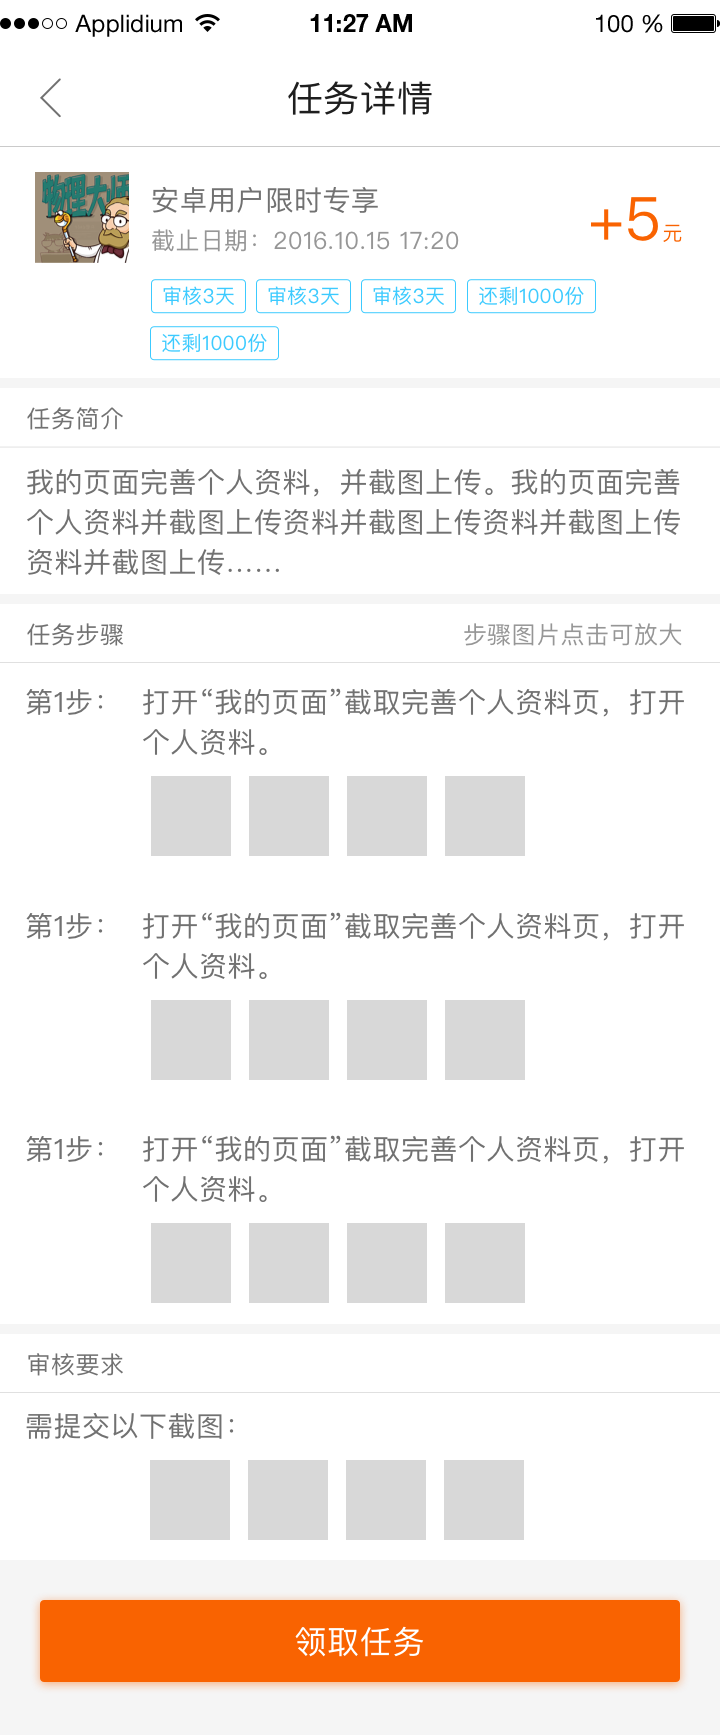 Applidium 11:27 AM 100 %
任务详情
物理大师
安卓用户限时专享
+5元
截止日期：2016.10.15 17:20
审核3天 审核3天 审核3天 还剩1000份
还剩1000份
任务简介
我的页面完善个人资料，并截图上传。我的页面完善
个人资料并截图上传资料并截图上传资料并截图上传
资料并截图上传……
任务步骤 步骤图片点击可放大
第1步： 打开“我的页面”截取完善个人资料页，打开
个人资料。
第1步： 打开“我的页面”截取完善个人资料页，打开
个人资料。
第1步： 打开“我的页面”截取完善个人资料页，打开
个人资料。
审核要求
需提交以下截图：
领取任务